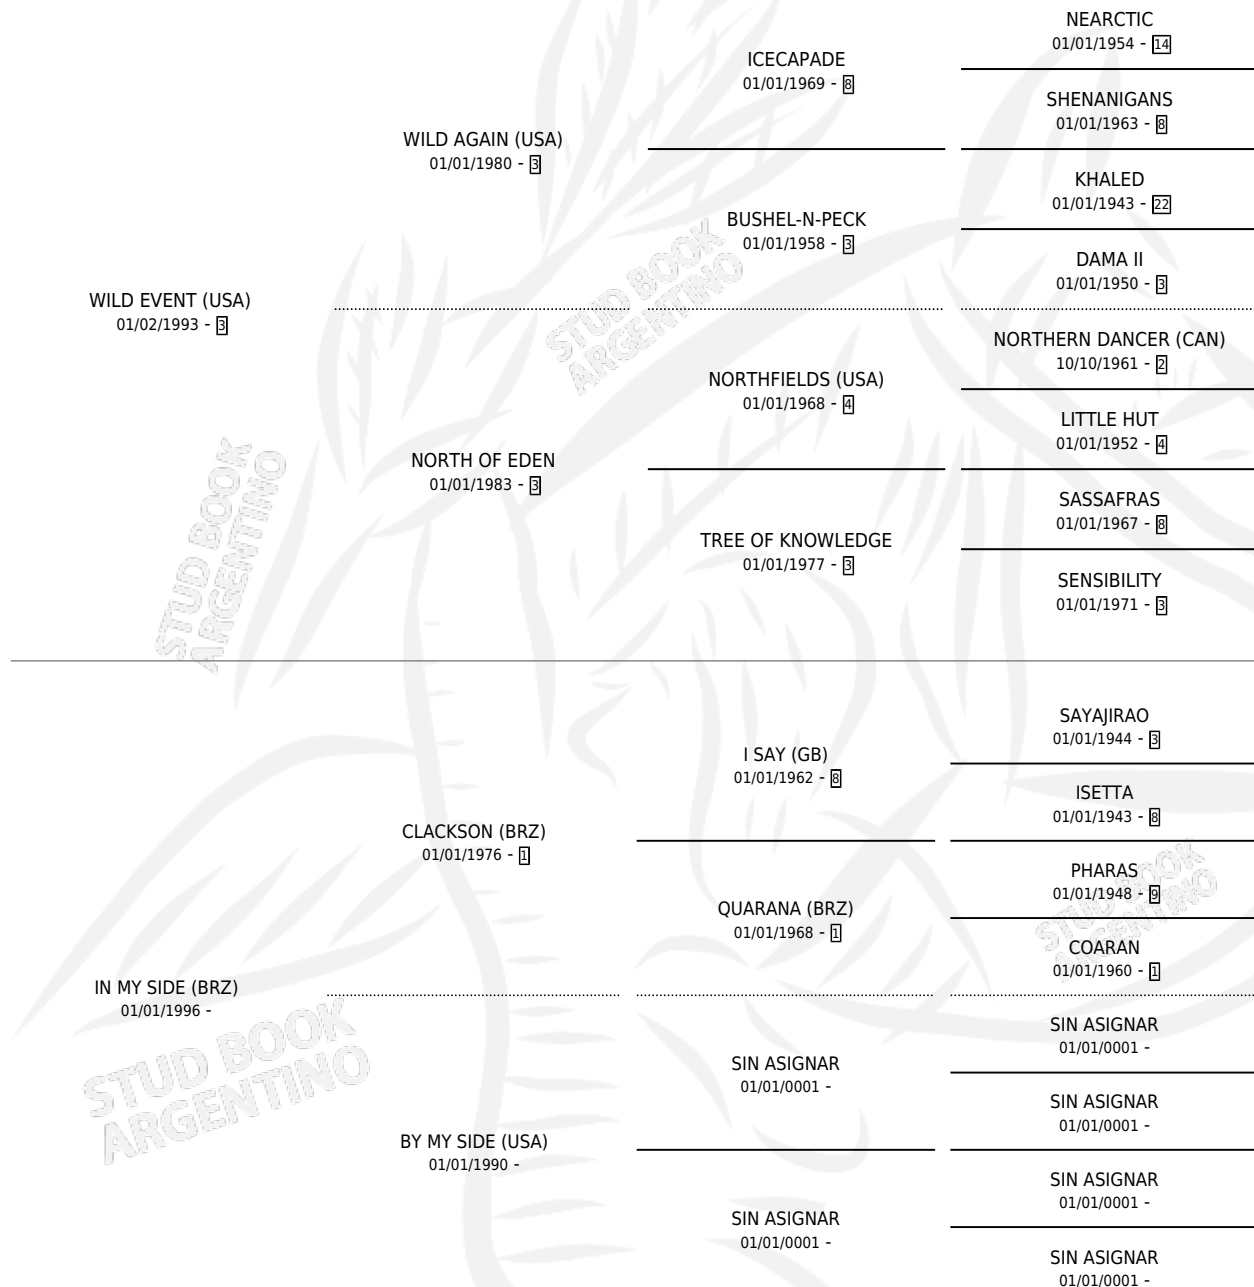 NEARCTIC
01/01/1954 - 14
ICECAPADE
01/01/1969 - 8
SHENANIGANS
01/01/1963 - 8
WILD AGAIN (USA)
01/01/1980 - 3
KHALED
01/01/1943 - 22
BUSHEL-N-PECK
01/01/1958 - 3
DAMA II
01/01/1950 - 3
WILD EVENT (USA)
01/02/1993 - 3
NORTHERN DANCER (CAN)
10/10/1961 - 2
NORTHFIELDS (USA)
01/01/1968 - 4
LITTLE HUT
01/01/1952 - 4
NORTH OF EDEN
01/01/1983 - 3
SASSAFRAS
01/01/1967 - 8
TREE OF KNOWLEDGE
01/01/1977 - 3
SENSIBILITY
01/01/1971 - 3
SAYAJIRAO
01/01/1944 - 3
I SAY (GB)
01/01/1962 - 8
ISETTA
01/01/1943 - 8
CLACKSON (BRZ)
01/01/1976 - 1
PHARAS
01/01/1948 - 9
QUARANA (BRZ)
01/01/1968 - 1
COARAN
01/01/1960 - 1
IN MY SIDE (BRZ)
01/01/1996 -
SIN ASIGNAR
01/01/0001 -
SIN ASIGNAR
01/01/0001 -
SIN ASIGNAR
01/01/0001 -
BY MY SIDE (USA)
01/01/1990 -
SIN ASIGNAR
01/01/0001 -
SIN ASIGNAR
01/01/0001 -
SIN ASIGNAR
01/01/0001 -
STUD BOOK
ARGENTINO
STUD BOOK
ARGENTINO
STUD BOOK
ARGENTINO
STUD BOOK
ARGENTINO